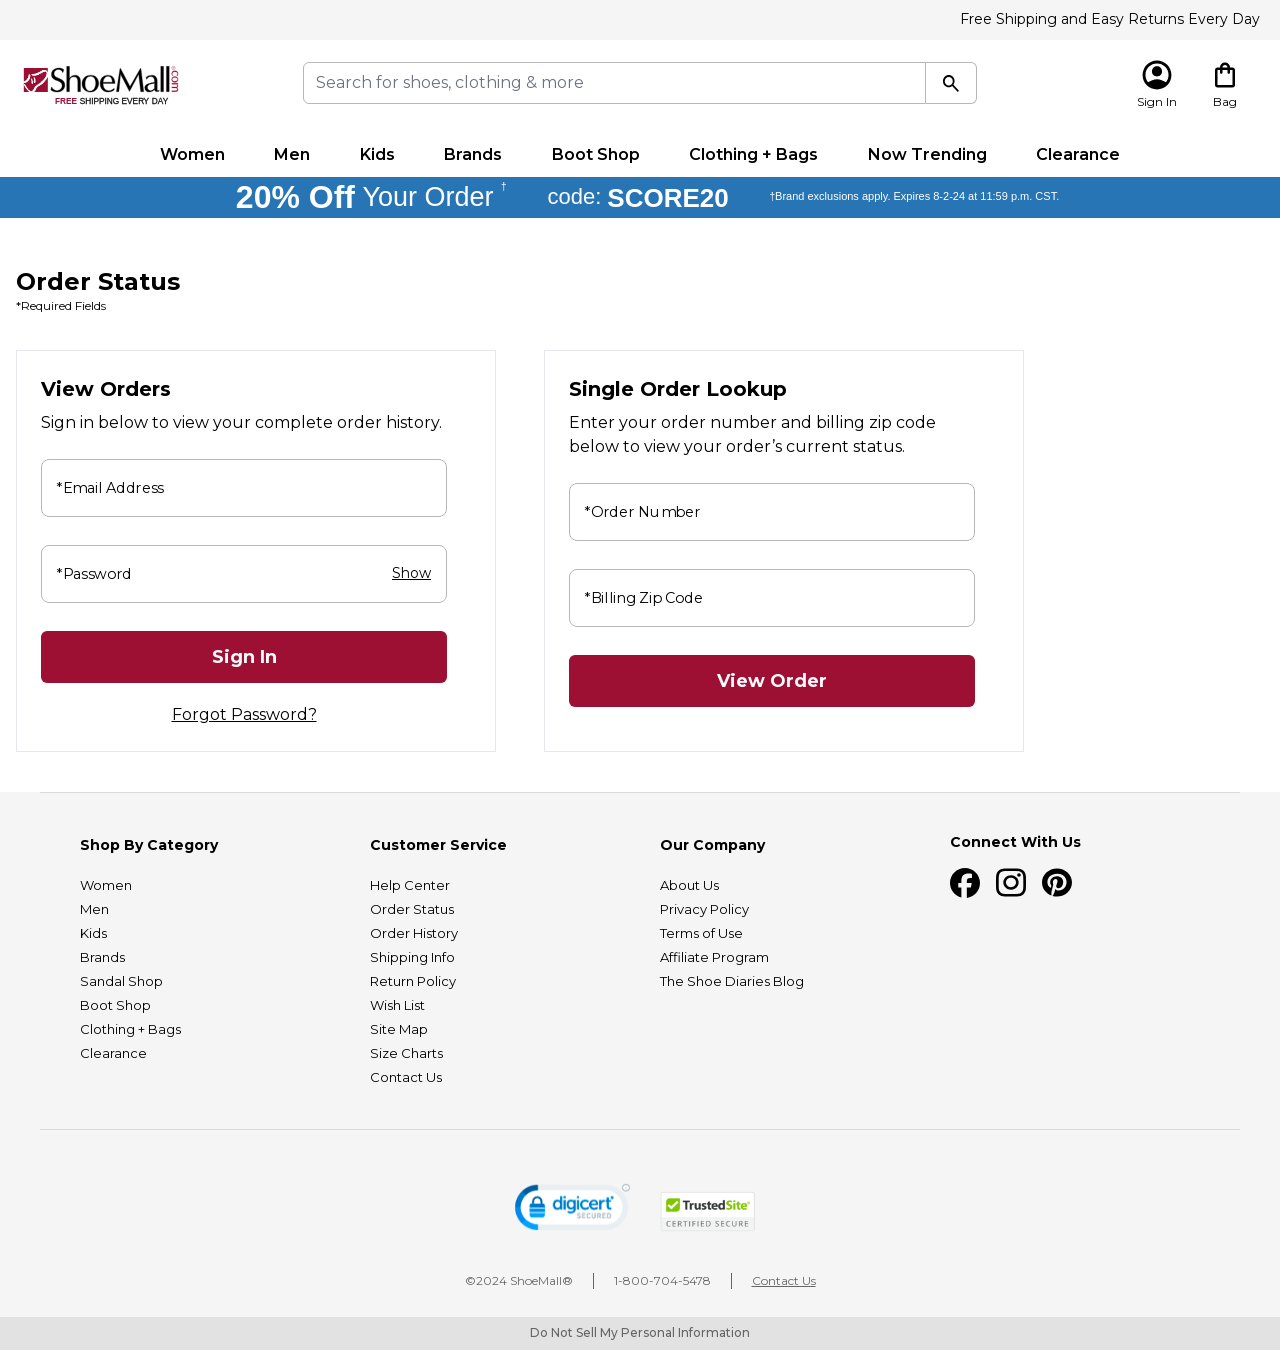 Free Shipping and Easy Returns Every Day
ShoeMall.com®
FREE SHIPPING EVERY DAY
Search for shoes, clothing & more
Sign In
Bag
Women Men Kids Brands Boot Shop Clothing + Bags Now Trending Clearance
20% Off Your Order † code: SCORE20 †Brand exclusions apply. Expires 8-2-24 at 11:59 p.m. CST.
Order Status
*Required Fields
View Orders
Sign in below to view your complete order history.
*Email Address
*Password Show
Sign In
Forgot Password?
Single Order Lookup
Enter your order number and billing zip code
below to view your order’s current status.
*Order Number
*Billing Zip Code
View Order
Shop By Category
Women
Men
Kids
Brands
Sandal Shop
Boot Shop
Clothing + Bags
Clearance
Customer Service
Help Center
Order Status
Order History
Shipping Info
Return Policy
Wish List
Site Map
Size Charts
Contact Us
Our Company
About Us
Privacy Policy
Terms of Use
Affiliate Program
The Shoe Diaries Blog
Connect With Us
digicert
SECURED
TrustedSite
CERTIFIED SECURE
©2024 ShoeMall® 1-800-704-5478 Contact Us
Do Not Sell My Personal Information